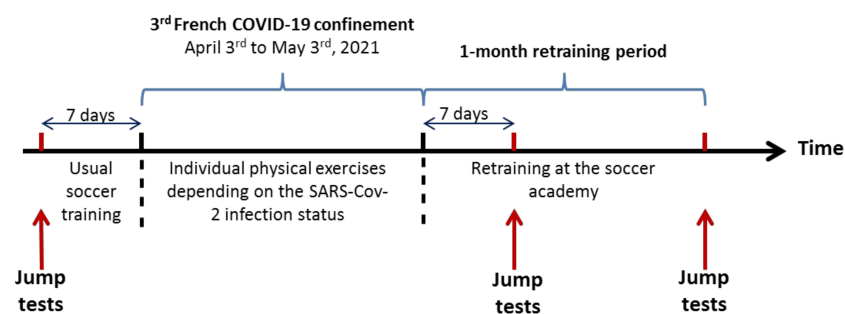 3rd French COVID-19 confinement
April 3rd to May 3rd, 2021
1-month retraining period
7 days
7 days
Time
Usual
soccer
training
Individual physical exercises
depending on the SARS-Cov-
2 infection status
Retraining at the soccer
academy
Jump
tests
Jump
tests
Jump
tests